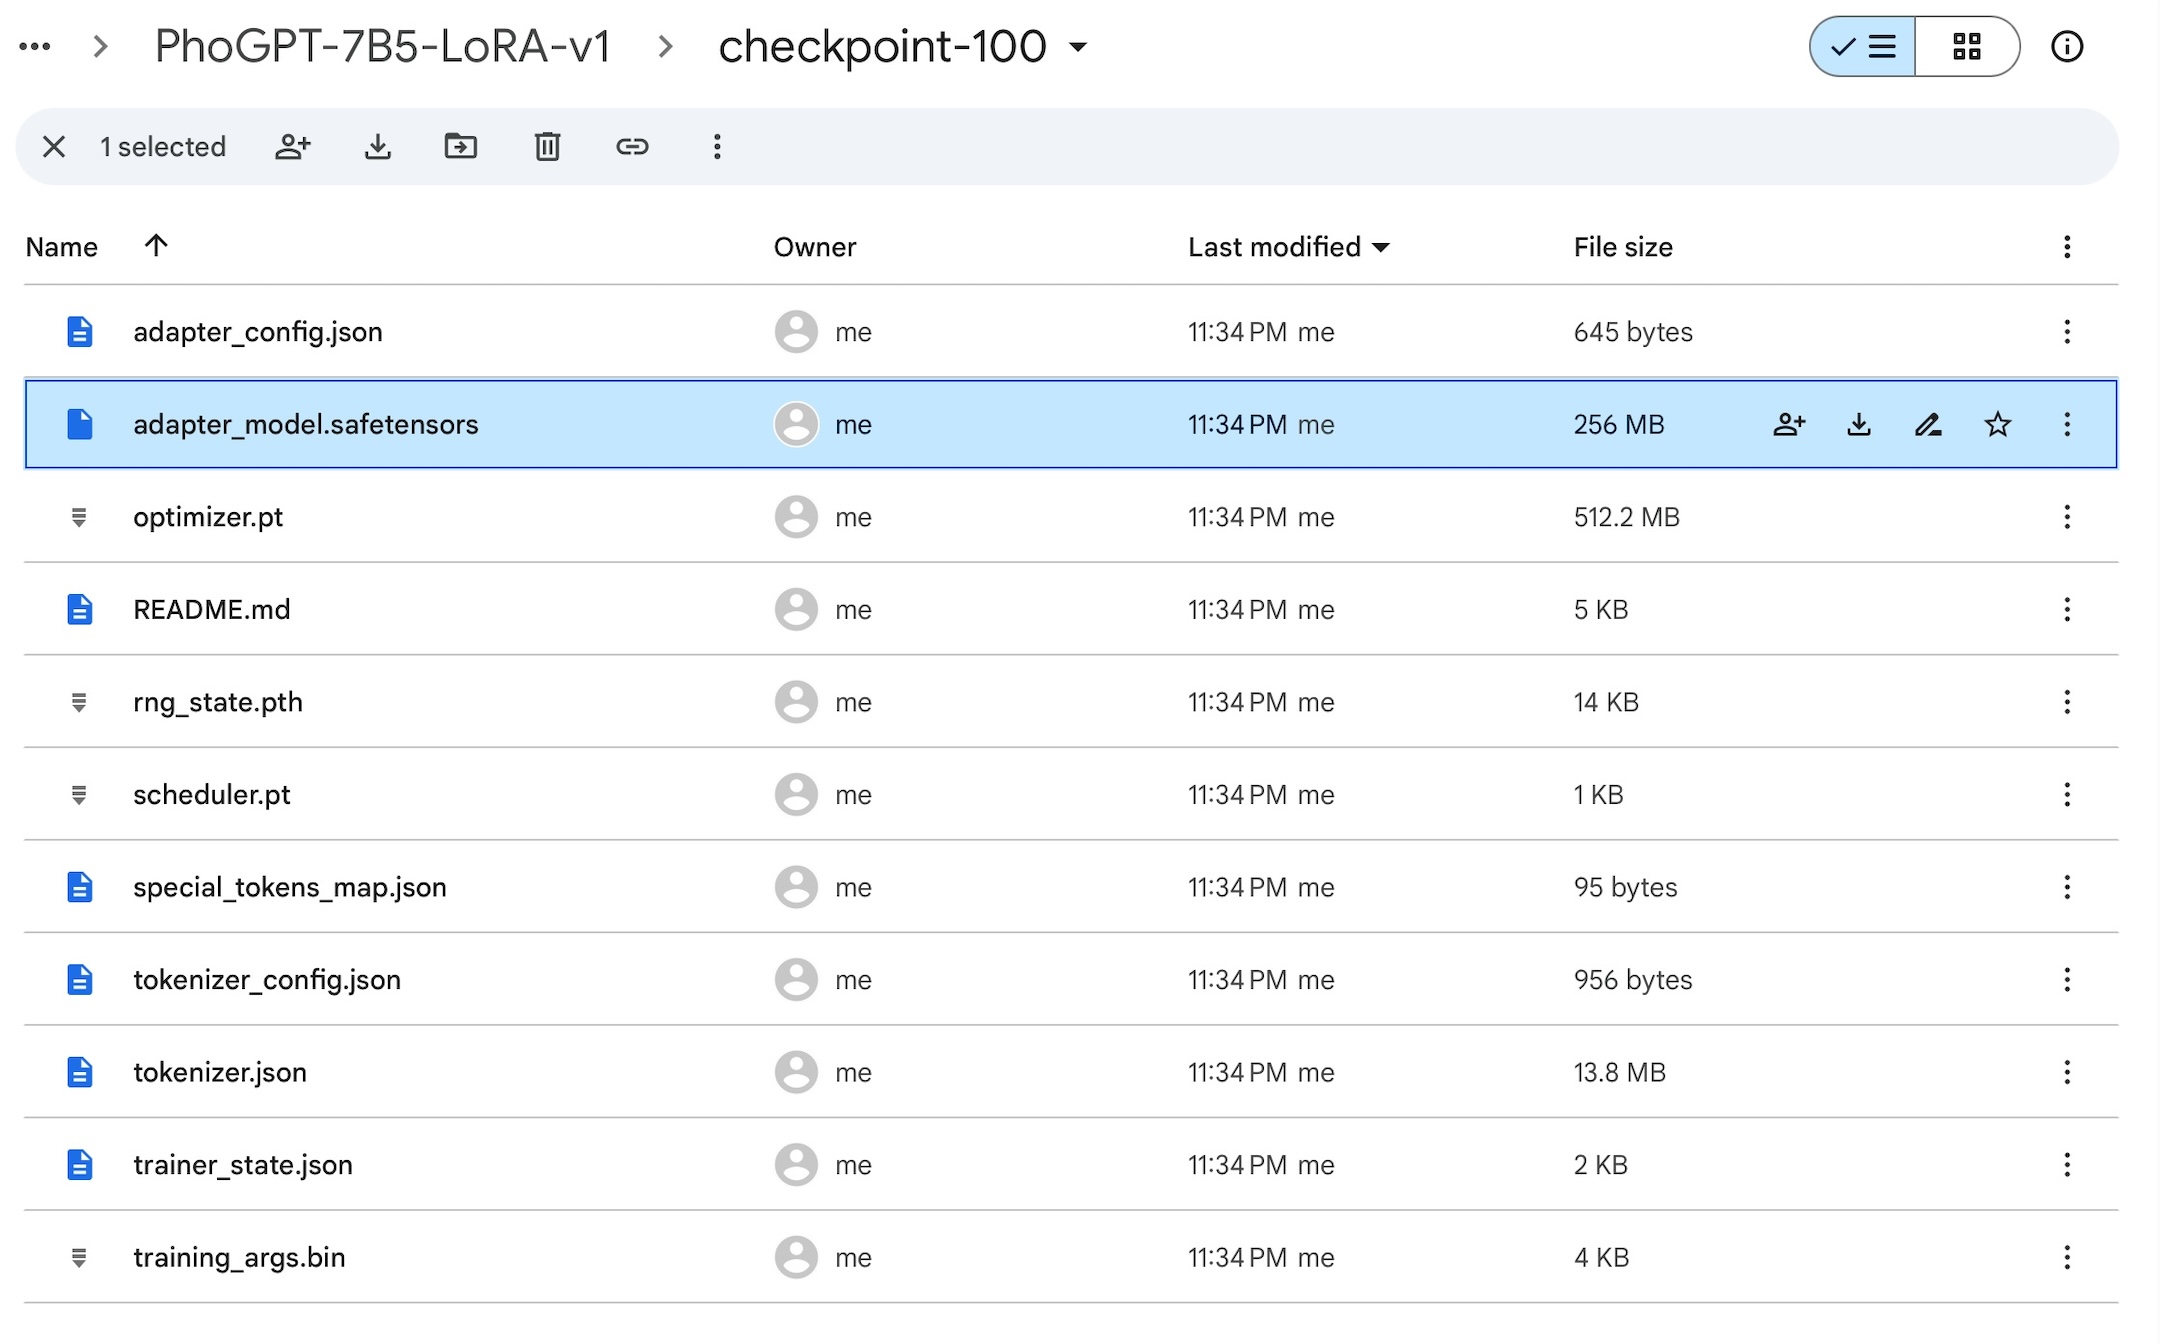 PhoGPT-7B5-LoRA-v1 checkpoint-100
1 selected
Name Owner Last modified File size
adapter_config.json me 11:34 PM me 645 bytes
adapter_model.safetensors me 11:34 PM me 256 MB
optimizer.pt me 11:34 PM me 512.2 MB
README.md me 11:34 PM me 5 KB
rng_state.pth me 11:34 PM me 14 KB
scheduler.pt me 11:34 PM me 1 KB
special_tokens_map.json me 11:34 PM me 95 bytes
tokenizer_config.json me 11:34 PM me 956 bytes
tokenizer.json me 11:34 PM me 13.8 MB
trainer_state.json me 11:34 PM me 2 KB
training_args.bin me 11:34 PM me 4 KB